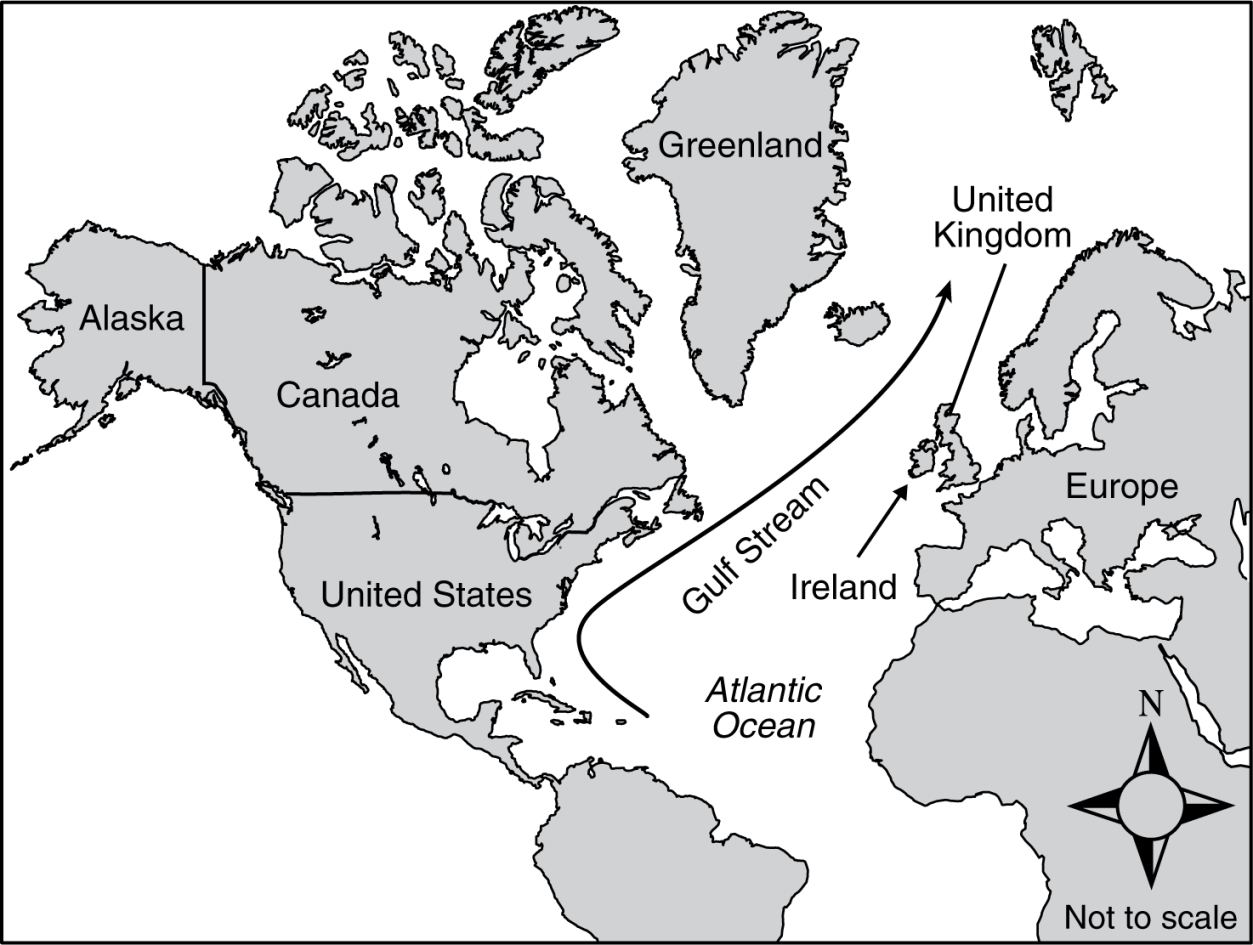 Greenland
United
Kingdom
Alaska
Canada
Europe
Gulf Stream
Ireland
United States
Atlantic
Ocean
N
Not to scale